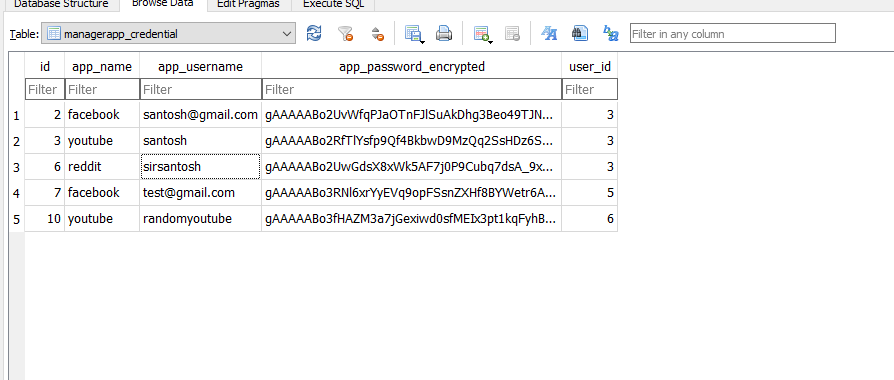 Database Structure Browse Data Edit Pragmas Execute SQL
Table: managerapp_credential Filter in any column
id app_name app_username app_password_encrypted user_id
Filter Filter Filter Filter Filter
1 2 facebook santosh@gmail.com gAAAAABo2UvWfqPJaOTnFJlSuAkDhg3Beo49TJN... 3
2 3 youtube santosh gAAAAABo2RfTlYsfp9Qf4BkbwD9MzQq2SsHDz6S... 3
3 6 reddit sirsantosh gAAAAABo2UwGdsX8xWk5AF7j0P9Cubq7dsA_9x... 3
4 7 facebook test@gmail.com gAAAAABo3RNl6xrYyEVq9opFSsnZXHf8BYWetr6A... 5
5 10 youtube randomyoutube gAAAAABo3fHAZM3a7jGexiwd0sfMEIx3pt1kqFyhB... 6